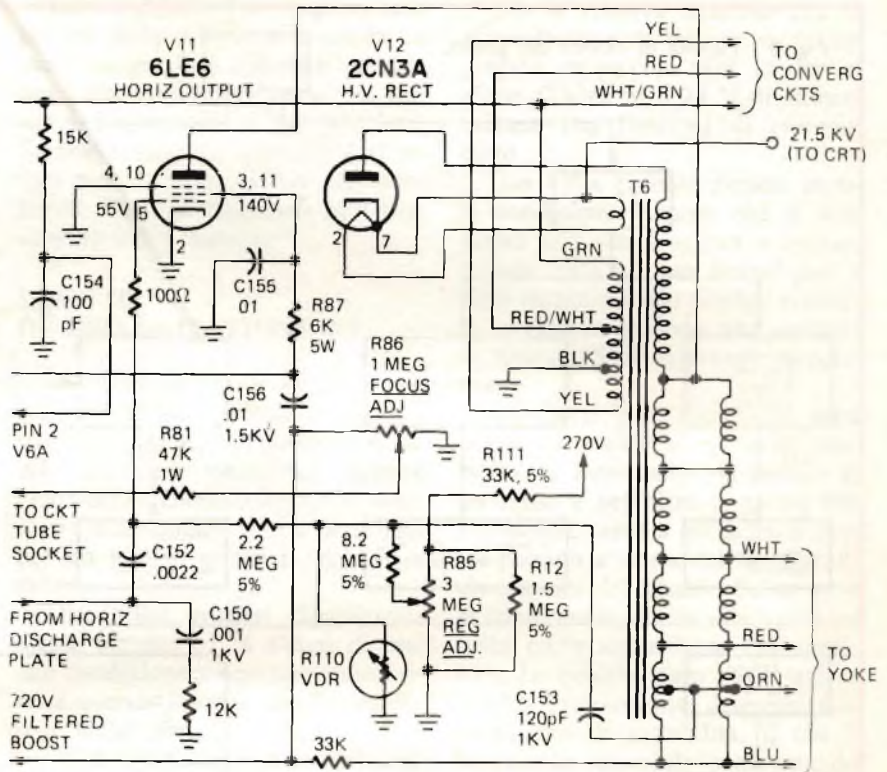 V11
6LE6
HORIZ OUTPUT
V12
2CN3A
H.V. RECT
YEL
RED
WHT/GRN
TO
CONVERG
CKTS
21.5 KV
(TO CRT)
15K
4, 10
3, 11
55V
5
140V
2
2
7
T6
GRN
C154
100
pF
100Ω
C155
01
R87
6K
5W
RED/WHT
BLK
YEL
R86
1 MEG
FOCUS
ADJ
C156
.01
1.5KV
PIN 2
V6A
R81
47K
1W
R111
33K, 5%
270V
TO CKT
TUBE
SOCKET
C152
.0022
2.2
MEG
5%
8.2
MEG
5%
R85
3
MEG
REG
ADJ.
R12
1.5
MEG
5%
WHT
RED
ORN
BLU
TO
YOKE
FROM HORIZ
DISCHARGE
PLATE
C150
.001
1KV
R110
VDR
C153
120pF
1KV
12K
720V
FILTERED
BOOST
33K